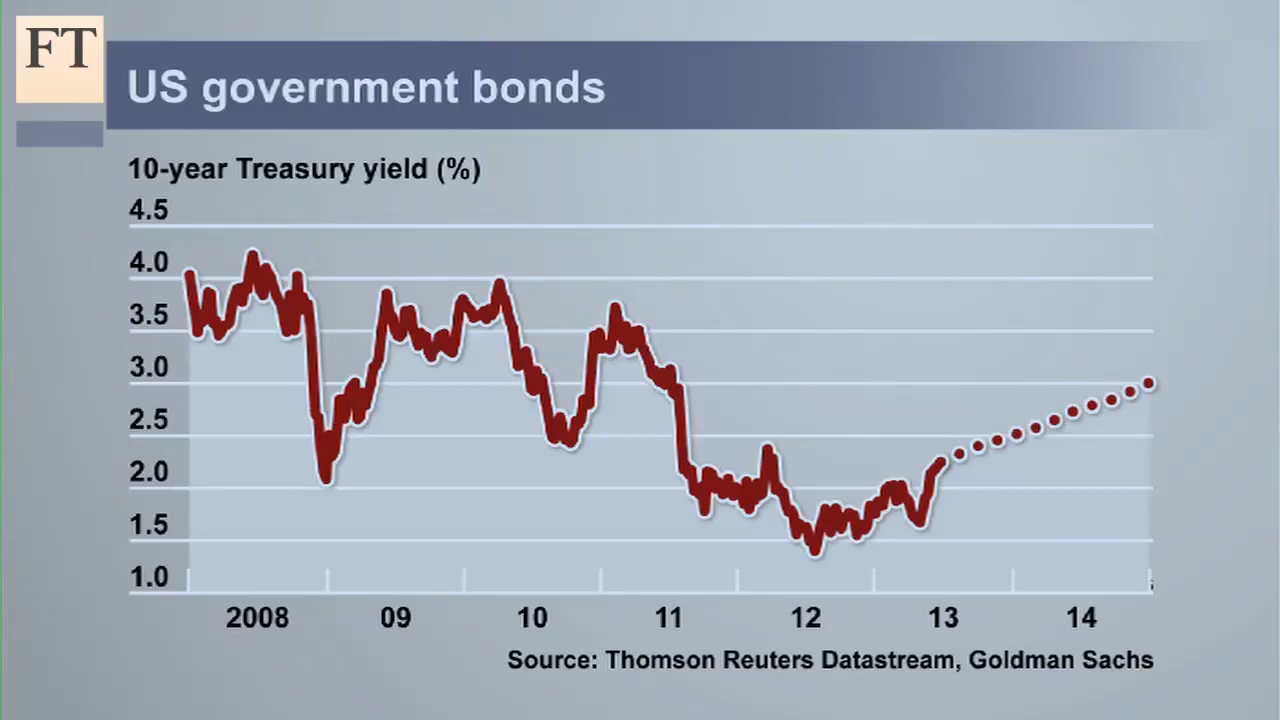 FT
US government bonds
10-year Treasury yield (%)
4.5
4.0
3.5
3.0
2.5
2.0
1.5
1.0
2008 09 10 11 12 13 14
Source: Thomson Reuters Datastream, Goldman Sachs